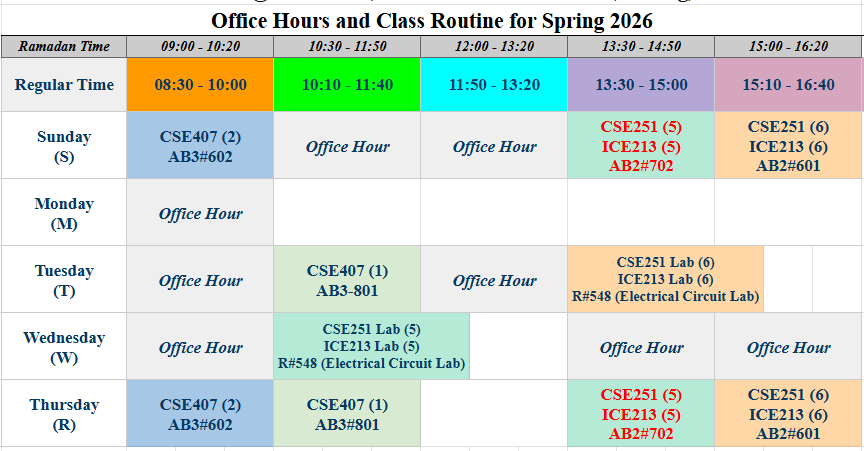 Office Hours and Class Routine for Spring 2026
Ramadan Time 09:00 - 10:20 10:30 - 11:50 12:00 - 13:20 13:30 - 14:50 15:00 - 16:20
Regular Time 08:30 - 10:00 10:10 - 11:40 11:50 - 13:20 13:30 - 15:00 15:10 - 16:40
Sunday
(S)
CSE407 (2)
AB3#602
Office Hour
Office Hour
CSE251 (5)
ICE213 (5)
AB2#702
CSE251 (6)
ICE213 (6)
AB2#601
Monday
(M)
Office Hour
Tuesday
(T)
Office Hour
CSE407 (1)
AB3-801
Office Hour
CSE251 Lab (6)
ICE213 Lab (6)
R#548 (Electrical Circuit Lab)
Wednesday
(W)
Office Hour
CSE251 Lab (5)
ICE213 Lab (5)
R#548 (Electrical Circuit Lab)
Office Hour
Office Hour
Thursday
(R)
CSE407 (2)
AB3#602
CSE407 (1)
AB3#801
CSE251 (5)
ICE213 (5)
AB2#702
CSE251 (6)
ICE213 (6)
AB2#601